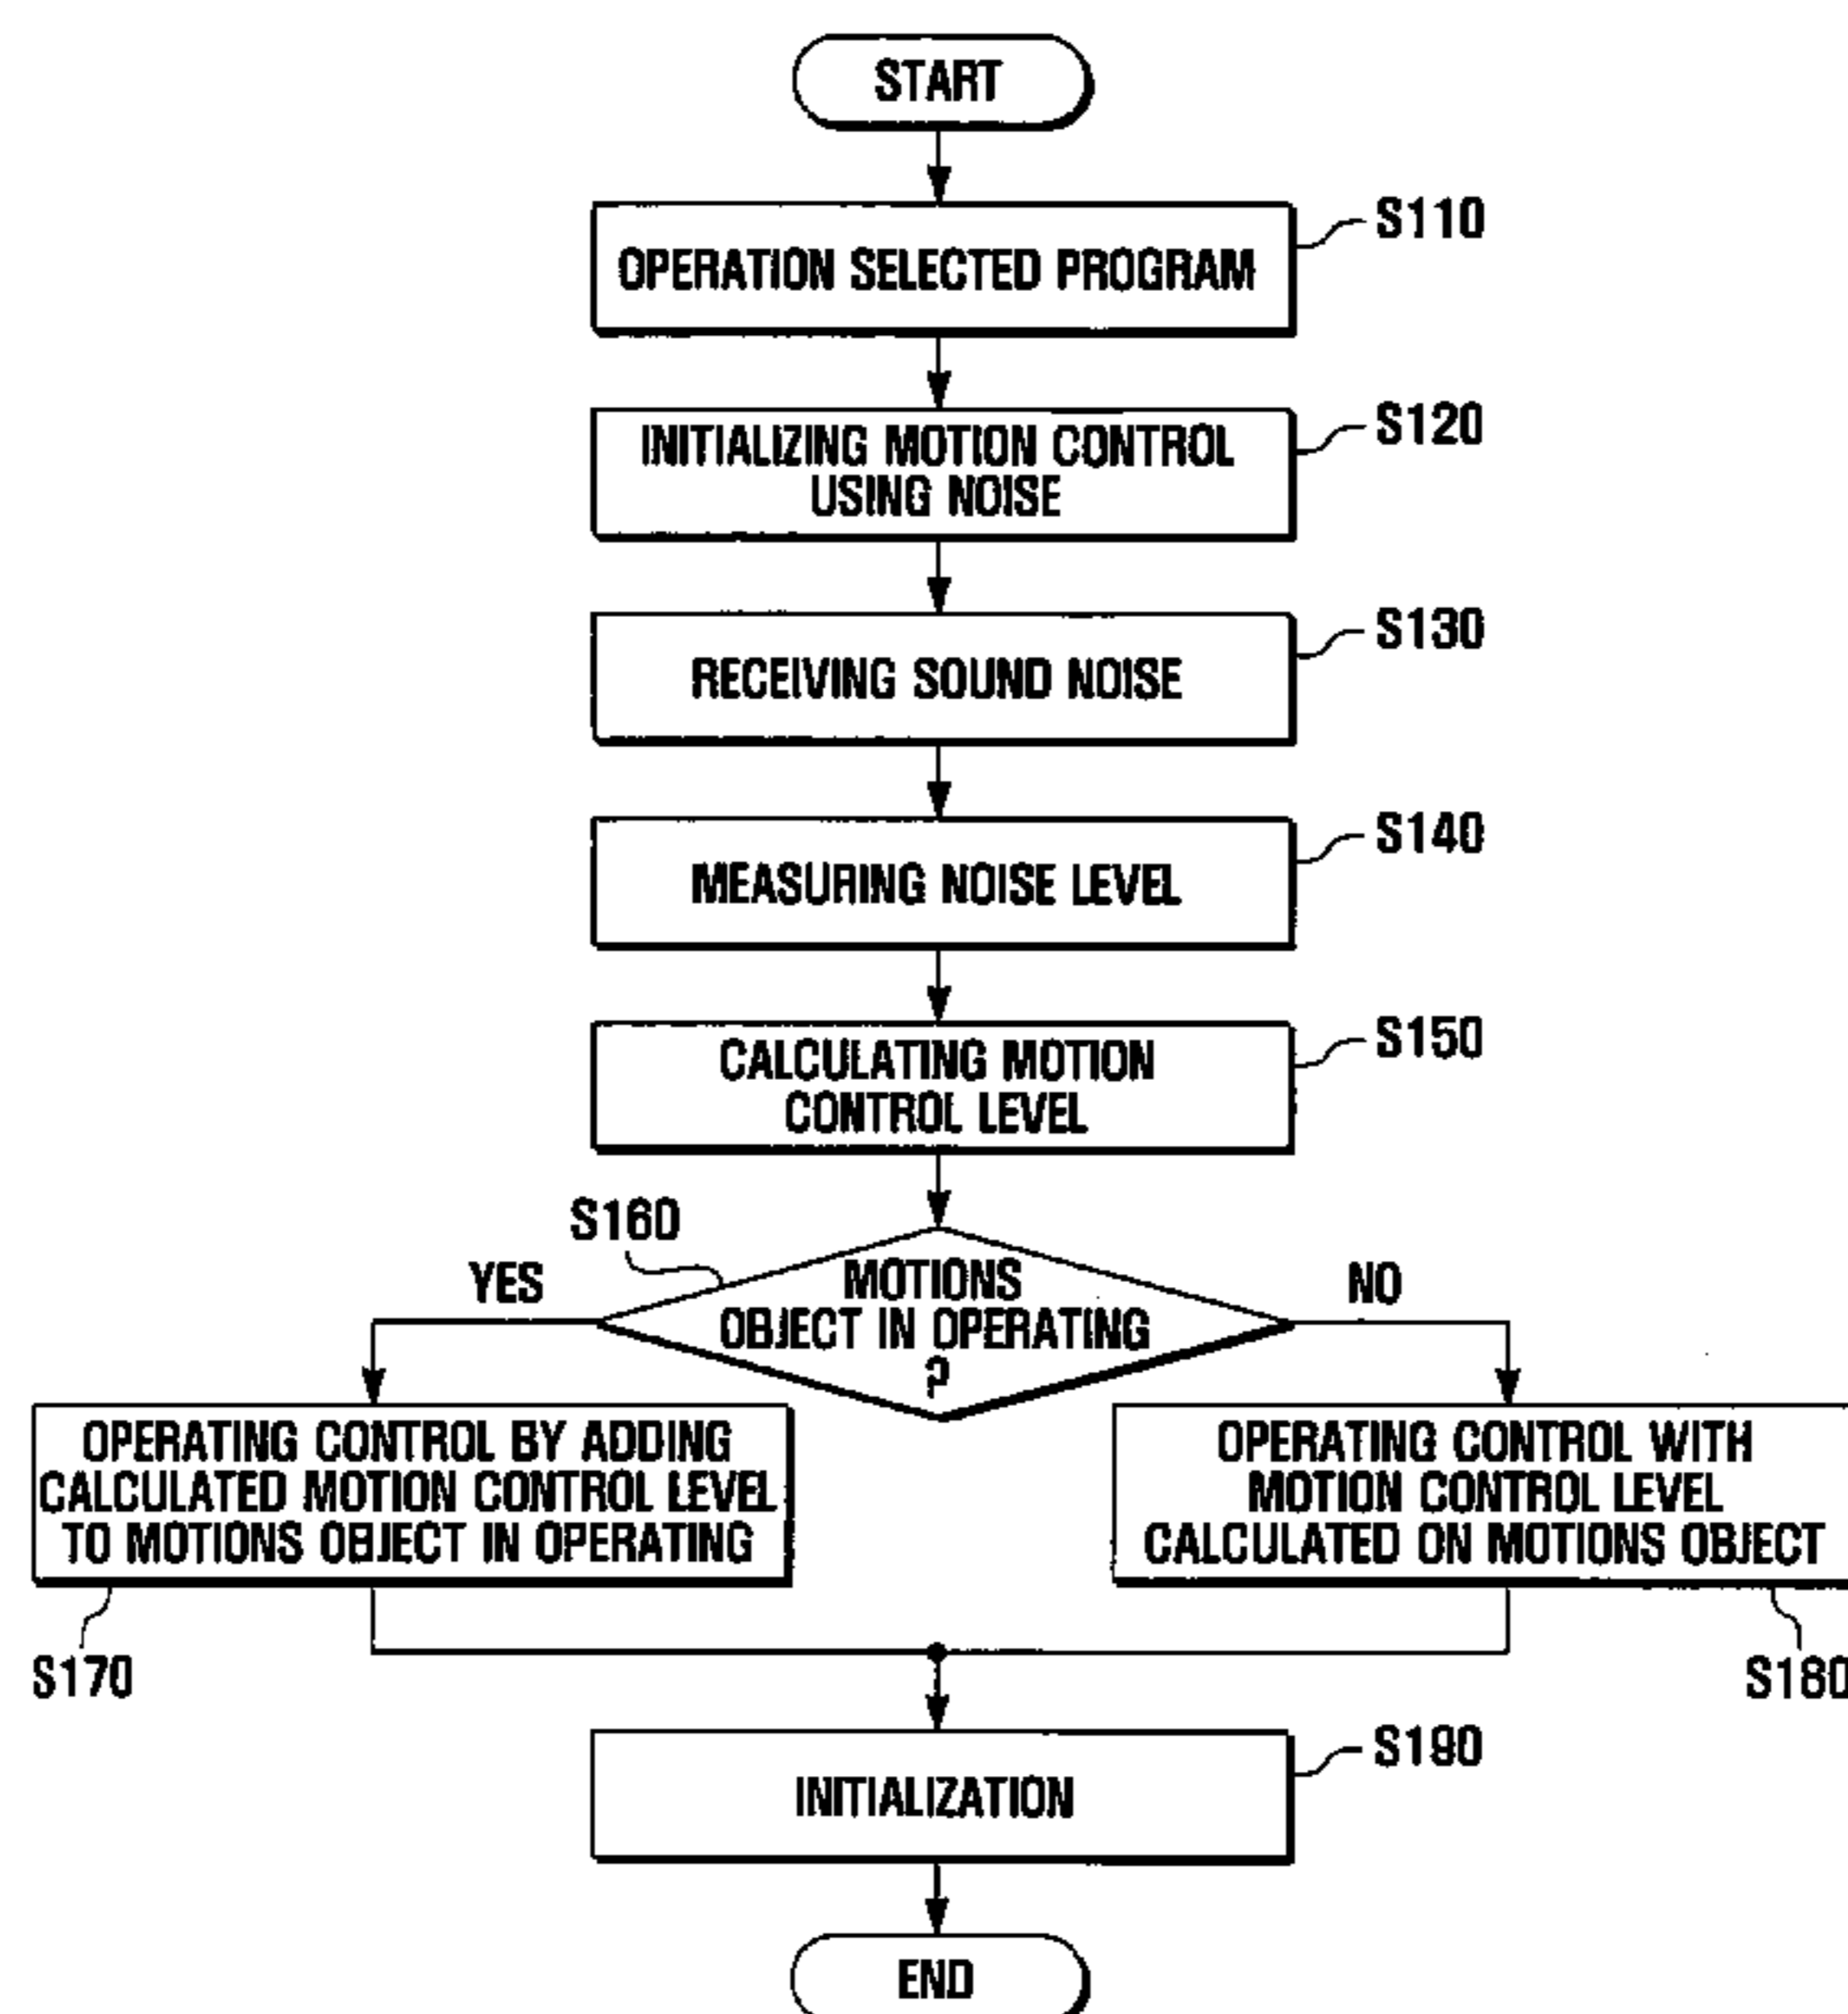 START
OPERATION SELECTED PROGRAM
S110
INITIALIZING MOTION CONTROL
USING NOISE
S120
RECEIVING SOUND NOISE
S130
MEASURING NOISE LEVEL
S140
CALCULATING MOTION
CONTROL LEVEL
S150
S160
YES
MOTIONS
OBJECT IN OPERATING
?
NO
OPERATING CONTROL BY ADDING
CALCULATED MOTION CONTROL LEVEL
TO MOTIONS OBJECT IN OPERATING
S170
OPERATING CONTROL WITH
MOTION CONTROL LEVEL
CALCULATED ON MOTIONS OBJECT
S180
INITIALIZATION
S190
END